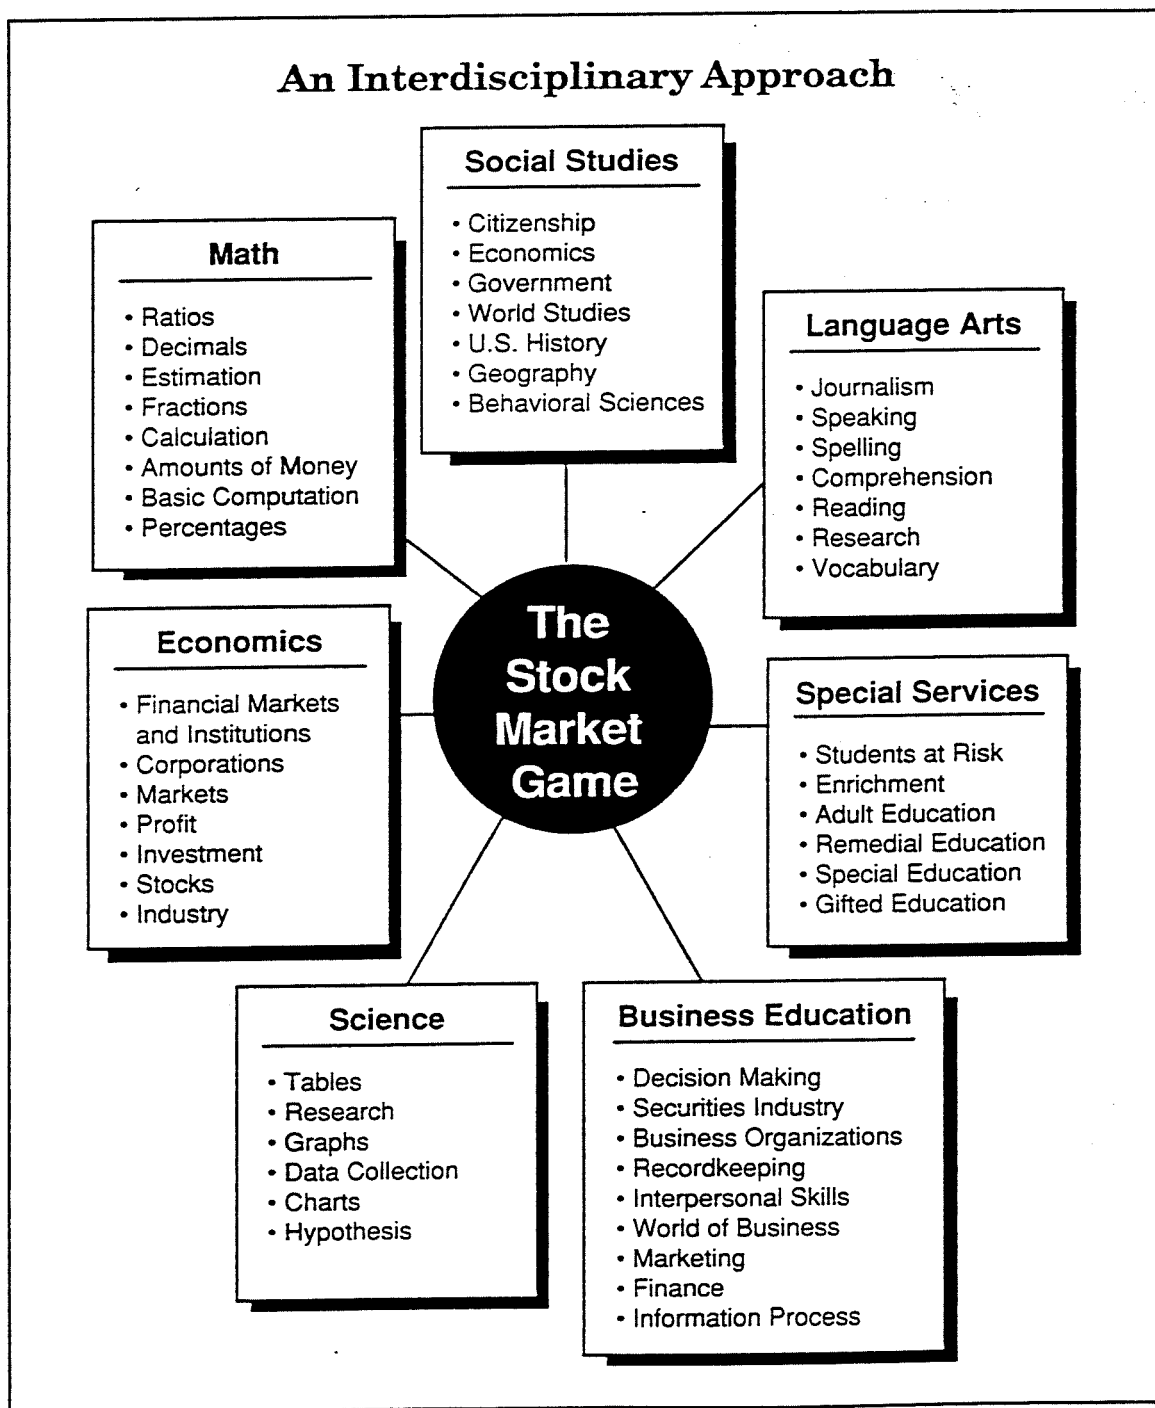 An Interdisciplinary Approach
Social Studies
• Citizenship
• Economics
• Government
• World Studies
• U.S. History
• Geography
• Behavioral Sciences
Math
• Ratios
• Decimals
• Estimation
• Fractions
• Calculation
• Amounts of Money
• Basic Computation
• Percentages
Language Arts
• Journalism
• Speaking
• Spelling
• Comprehension
• Reading
• Research
• Vocabulary
The
Stock
Market
Game
Economics
• Financial Markets
and Institutions
• Corporations
• Markets
• Profit
• Investment
• Stocks
• Industry
Special Services
• Students at Risk
• Enrichment
• Adult Education
• Remedial Education
• Special Education
• Gifted Education
Science
• Tables
• Research
• Graphs
• Data Collection
• Charts
• Hypothesis
Business Education
• Decision Making
• Securities Industry
• Business Organizations
• Recordkeeping
• Interpersonal Skills
• World of Business
• Marketing
• Finance
• Information Process